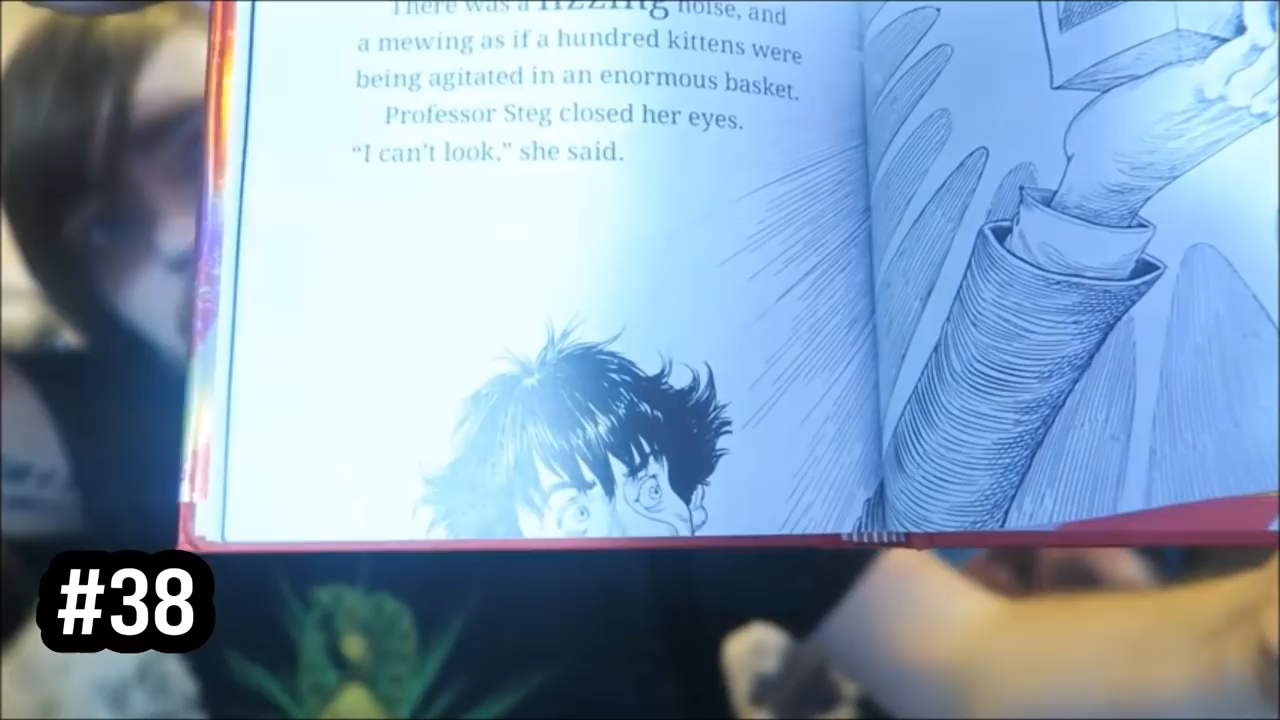 There was a fizzing noise, and
a mewing as if a hundred kittens were
being agitated in an enormous basket.
Professor Steg closed her eyes.
“I can't look,” she said.
#38